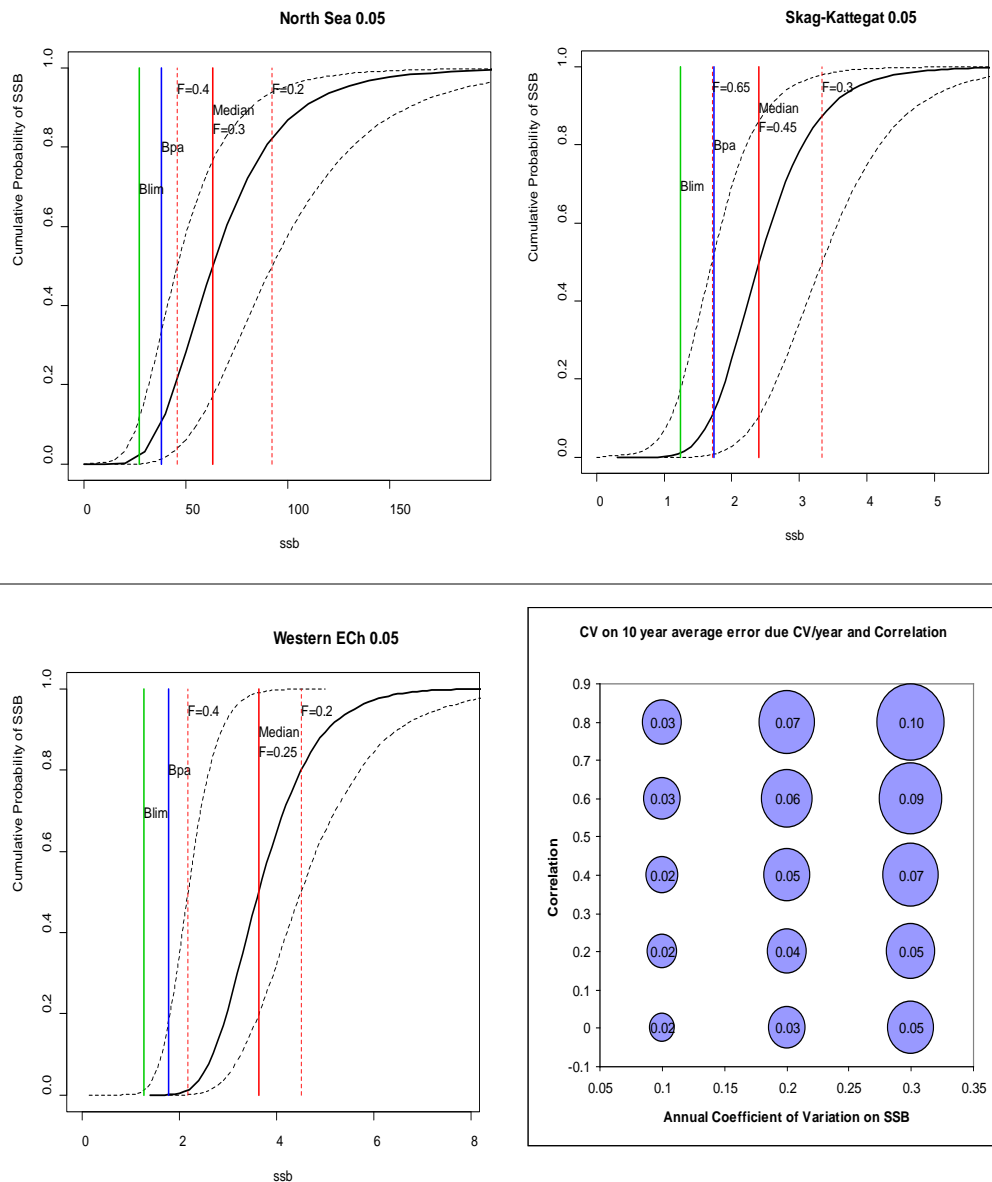 North Sea 0.05
Cumulative Probability of SSB
1.0
0.8
0.6
0.4
0.2
0.0
F=0.4
F=0.2
Median
F=0.3
Bpa
Blim
0 50 100 150
ssb
Skag-Kattegat 0.05
Cumulative Probability of SSB
1.0
0.8
0.6
0.4
0.2
0.0
F=0.65
F=0.3
Median
F=0.45
Bpa
Blim
0 1 2 3 4 5
ssb
Western ECh 0.05
Cumulative Probability of SSB
1.0
0.8
0.6
0.4
0.2
0.0
F=0.4
F=0.2
Median
F=0.25
Bpa
Blim
0 2 4 6 8
ssb
CV on 10 year average error due CV/year and Correlation
Correlation
0.9
0.8
0.7
0.6
0.5
0.4
0.3
0.2
0.1
0
-0.1
0.03 0.07 0.10
0.03 0.06 0.09
0.02 0.05 0.07
0.02 0.04 0.05
0.02 0.03 0.05
0.05 0.1 0.15 0.2 0.25 0.3 0.35
Annual Coefficient of Variation on SSB